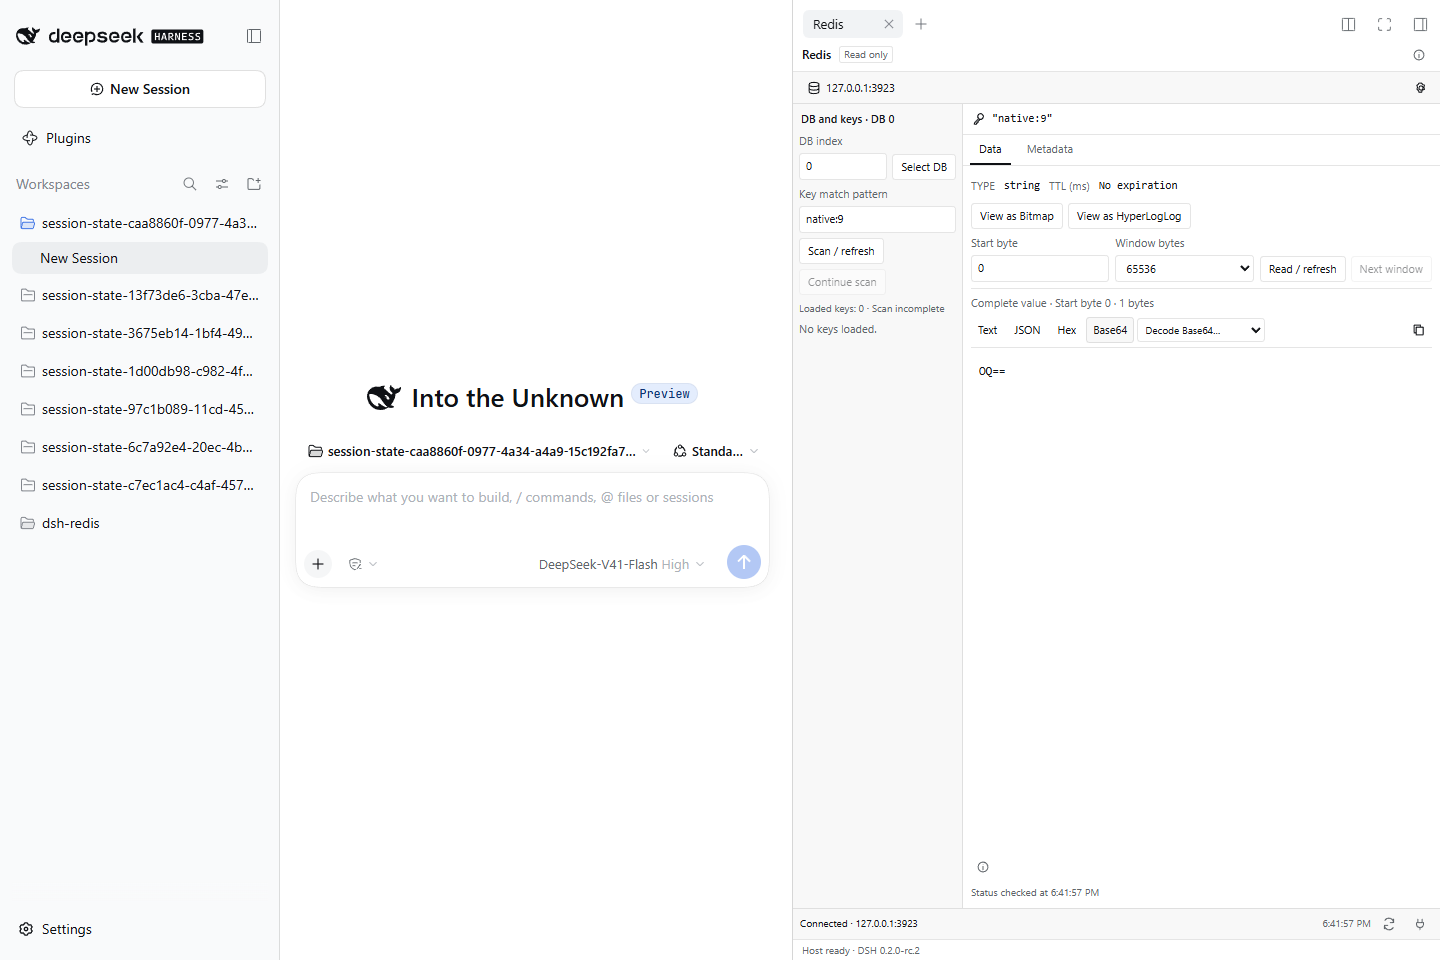 deepseek HARNESS
New Session
Plugins
Workspaces
session-state-caa8860f-0977-4a3...
New Session
session-state-13f73de6-3cba-47e...
session-state-3675eb14-1bf4-49...
session-state-1d00db98-c982-4f...
session-state-97c1b089-11cd-45...
session-state-6c7a92e4-20ec-4b...
session-state-c7ec1ac4-c4af-457...
dsh-redis
Settings
Into the Unknown Preview
session-state-caa8860f-0977-4a34-a4a9-15c192fa7... Standa...
Describe what you want to build, / commands, @ files or sessions
DeepSeek-V41-Flash High
Redis
Redis Read only
127.0.0.1:3923
DB and keys · DB 0
DB index
0 Select DB
Key match pattern
native:9
Scan / refresh
Continue scan
Loaded keys: 0 · Scan incomplete
No keys loaded.
"native:9"
Data Metadata
TYPE string TTL (ms) No expiration
View as Bitmap View as HyperLogLog
Start byte Window bytes
0 65536 Read / refresh Next window
Complete value · Start byte 0 · 1 bytes
Text JSON Hex Base64 Decode Base64...
OQ==
Status checked at 6:41:57 PM
Connected · 127.0.0.1:3923 6:41:57 PM
Host ready · DSH 0.2.0-rc.2